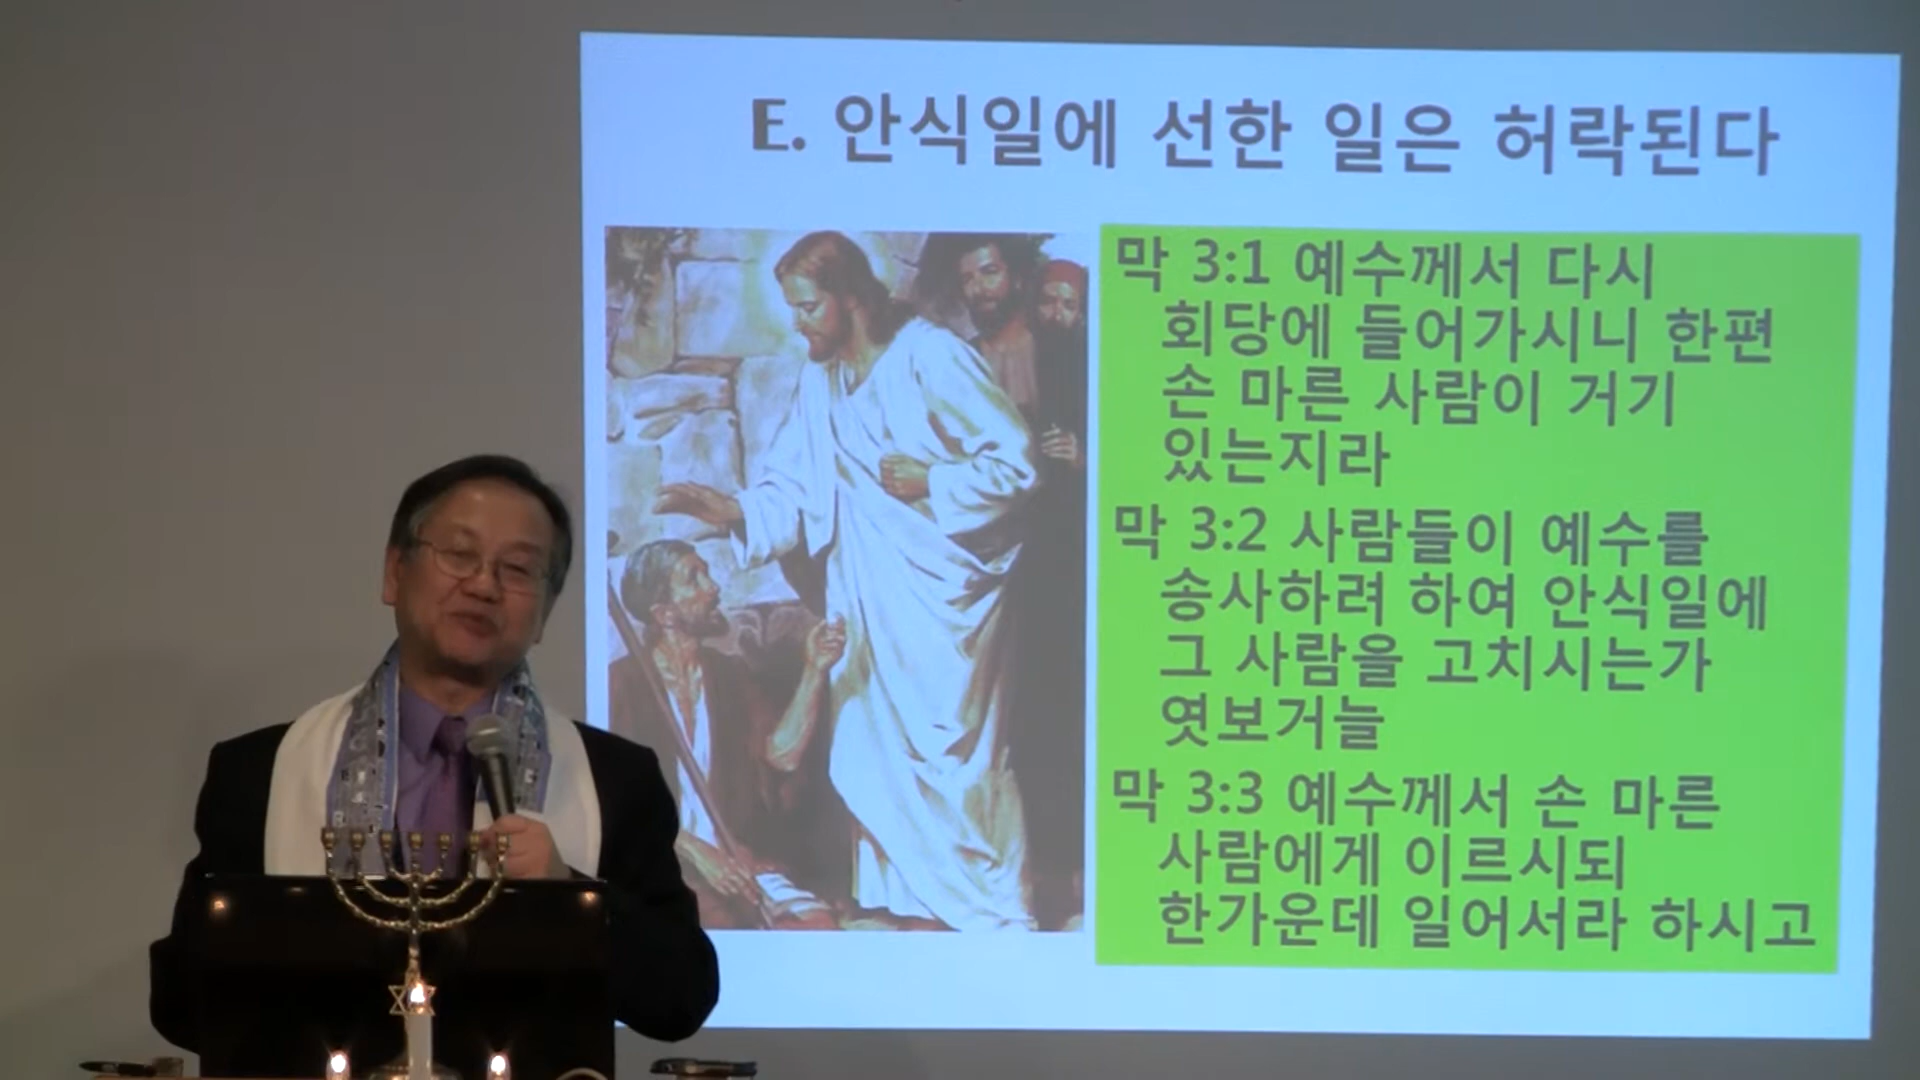 E. 안식일에 선한 일은 허락된다
막 3:1 예수께서 다시
회당에 들어가시니 한편
손 마른 사람이 거기
있는지라
막 3:2 사람들이 예수를
송사하려 하여 안식일에
그 사람을 고치시는가
엿보거늘
막 3:3 예수께서 손 마른
사람에게 이르시되
한가운데 일어서라 하시고